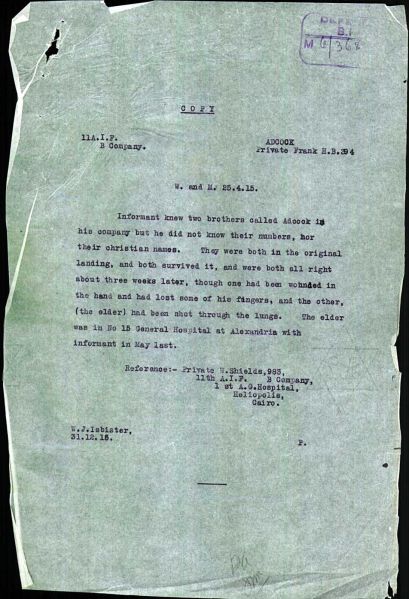 DEFEN
B.
M 6/368
COPY
11A.I.F.
B Company.
ADCOCK
Private Frank H.B.394
W. and M. 25.4.15.
Informant knew two brothers called Adcock in
his company but he did not know their numbers, nor
their christian names. They were both in the original
landing, and both survived it, and were both all right
about three weeks later, though one had been wounded in
the hand and had lost some of his fingers, and the other,
(the elder) had been shot through the lungs. The elder
was in No 15 General Hospital at Alexandria with
informant in May last.
Reference:- Private W.Shields,983,
11th A.I.F. B Company,
1 st A.G.Hospital,
Heliopolis,
Cairo.
W.J.Isbister,
31.12.15.
P.